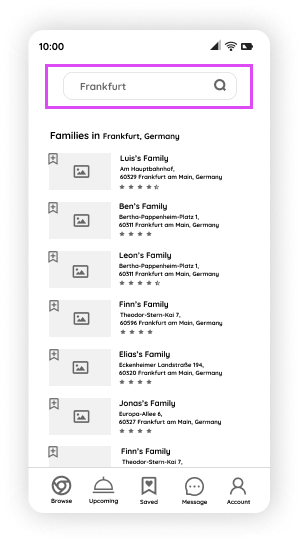 10:00
Frankfurt
Families in Frankfurt, Germany
Luis's Family
Am Hauptbahnhof,
60329 Frankfurt am Main, Germany
Ben's Family
Bertha-Pappenheim-Platz 1,
60311 Frankfurt am Main, Germany
Leon's Family
Bertha-Pappenheim-Platz 1,
60311 Frankfurt am Main, Germany
Finn's Family
Theodor-Stern-Kai 7,
60596 Frankfurt am Main, Germany
Elias's Family
Eckenheimer Landstraße 194,
60320 Frankfurt am Main, Germany
Jonas's Family
Europa-Allee 6,
60327 Frankfurt am Main, Germany
Finn's Family
Theodor-Stern-Kai 7,
Browse Upcoming Saved Message Account